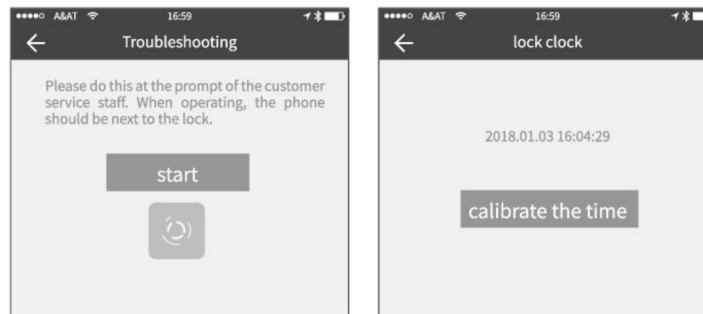 A&AT 16:59
Troubleshooting
Please do this at the prompt of the customer
service staff. When operating, the phone
should be next to the lock.
start
A&AT 16:59
lock clock
2018.01.03 16:04:29
calibrate the time